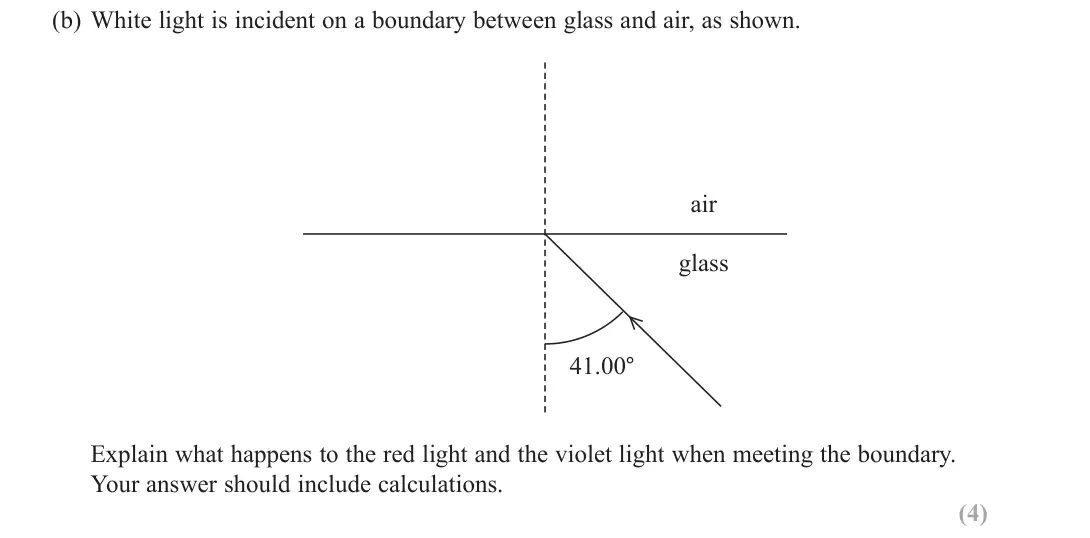 (b) White light is incident on a boundary between glass and air, as shown.
air
glass
41.00°
Explain what happens to the red light and the violet light when meeting the boundary.
Your answer should include calculations.
(4)